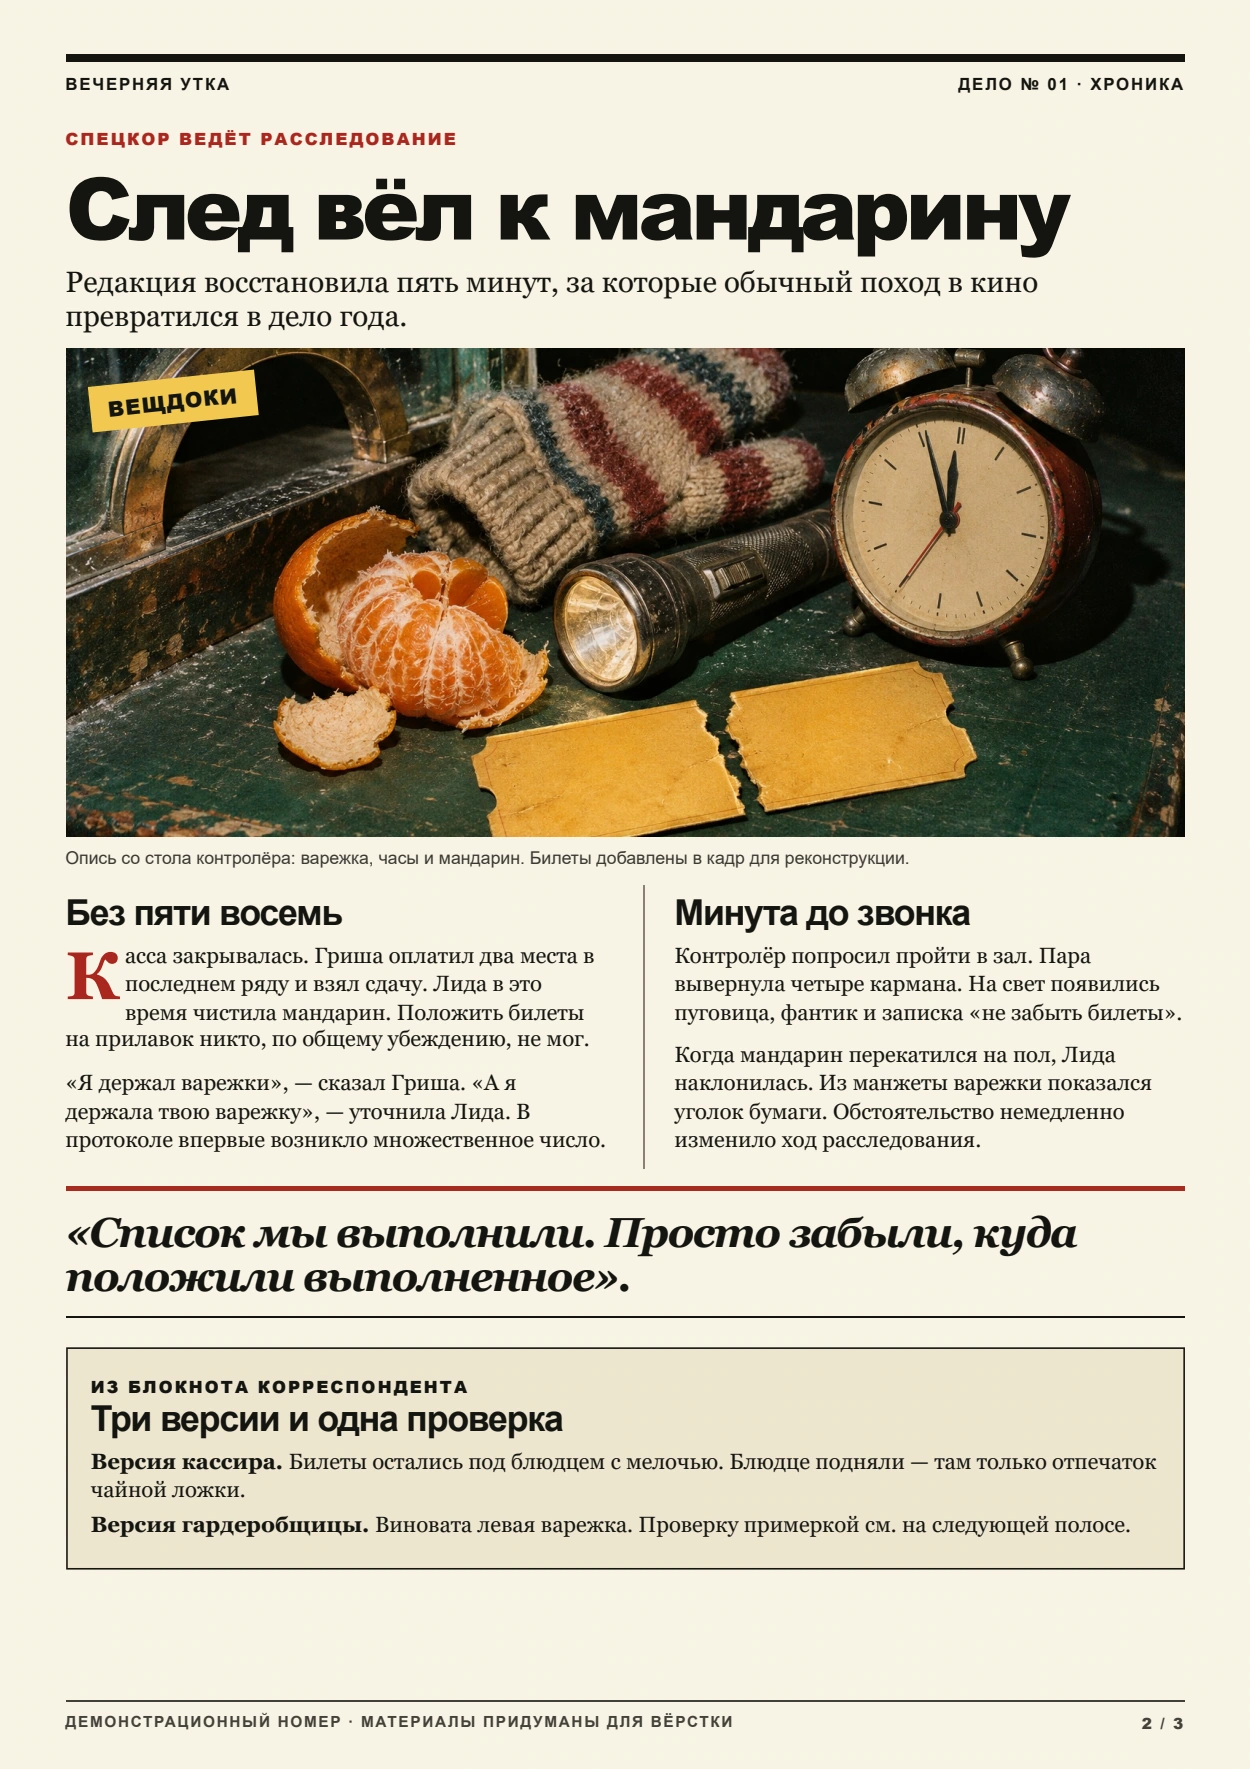 ВЕЧЕРНЯЯ УТКА
ДЕЛО № 01 · ХРОНИКА
СПЕЦКОР ВЕДЁТ РАССЛЕДОВАНИЕ
След вёл к мандарину
Редакция восстановила пять минут, за которые обычный поход в кино
превратился в дело года.
ВЕЩДОКИ
Опись со стола контролёра: варежка, часы и мандарин. Билеты добавлены в кадр для реконструкции.
Без пяти восемь
Касса закрывалась. Гриша оплатил два места в
последнем ряду и взял сдачу. Лида в это
время чистила мандарин. Положить билеты
на прилавок никто, по общему убеждению, не мог.
«Я держал варежки», — сказал Гриша. «А я
держала твою варежку», — уточнила Лида. В
протоколе впервые возникло множественное число.
Минута до звонка
Контролёр попросил пройти в зал. Пара
вывернула четыре кармана. На свет появились
пуговица, фантик и записка «не забыть билеты».
Когда мандарин перекатился на пол, Лида
наклонилась. Из манжеты варежки показался
уголок бумаги. Обстоятельство немедленно
изменило ход расследования.
«Список мы выполнили. Просто забыли, куда
положили выполненное».
ИЗ БЛОКНОТА КОРРЕСПОНДЕНТА
Три версии и одна проверка
Версия кассира. Билеты остались под блюдцем с мелочью. Блюдце подняли — там только отпечаток
чайной ложки.
Версия гардеробщицы. Виновата левая варежка. Проверку примеркой см. на следующей полосе.
ДЕМОНСТРАЦИОННЫЙ НОМЕР · МАТЕРИАЛЫ ПРИДУМАНЫ ДЛЯ ВЁРСТКИ
2 / 3